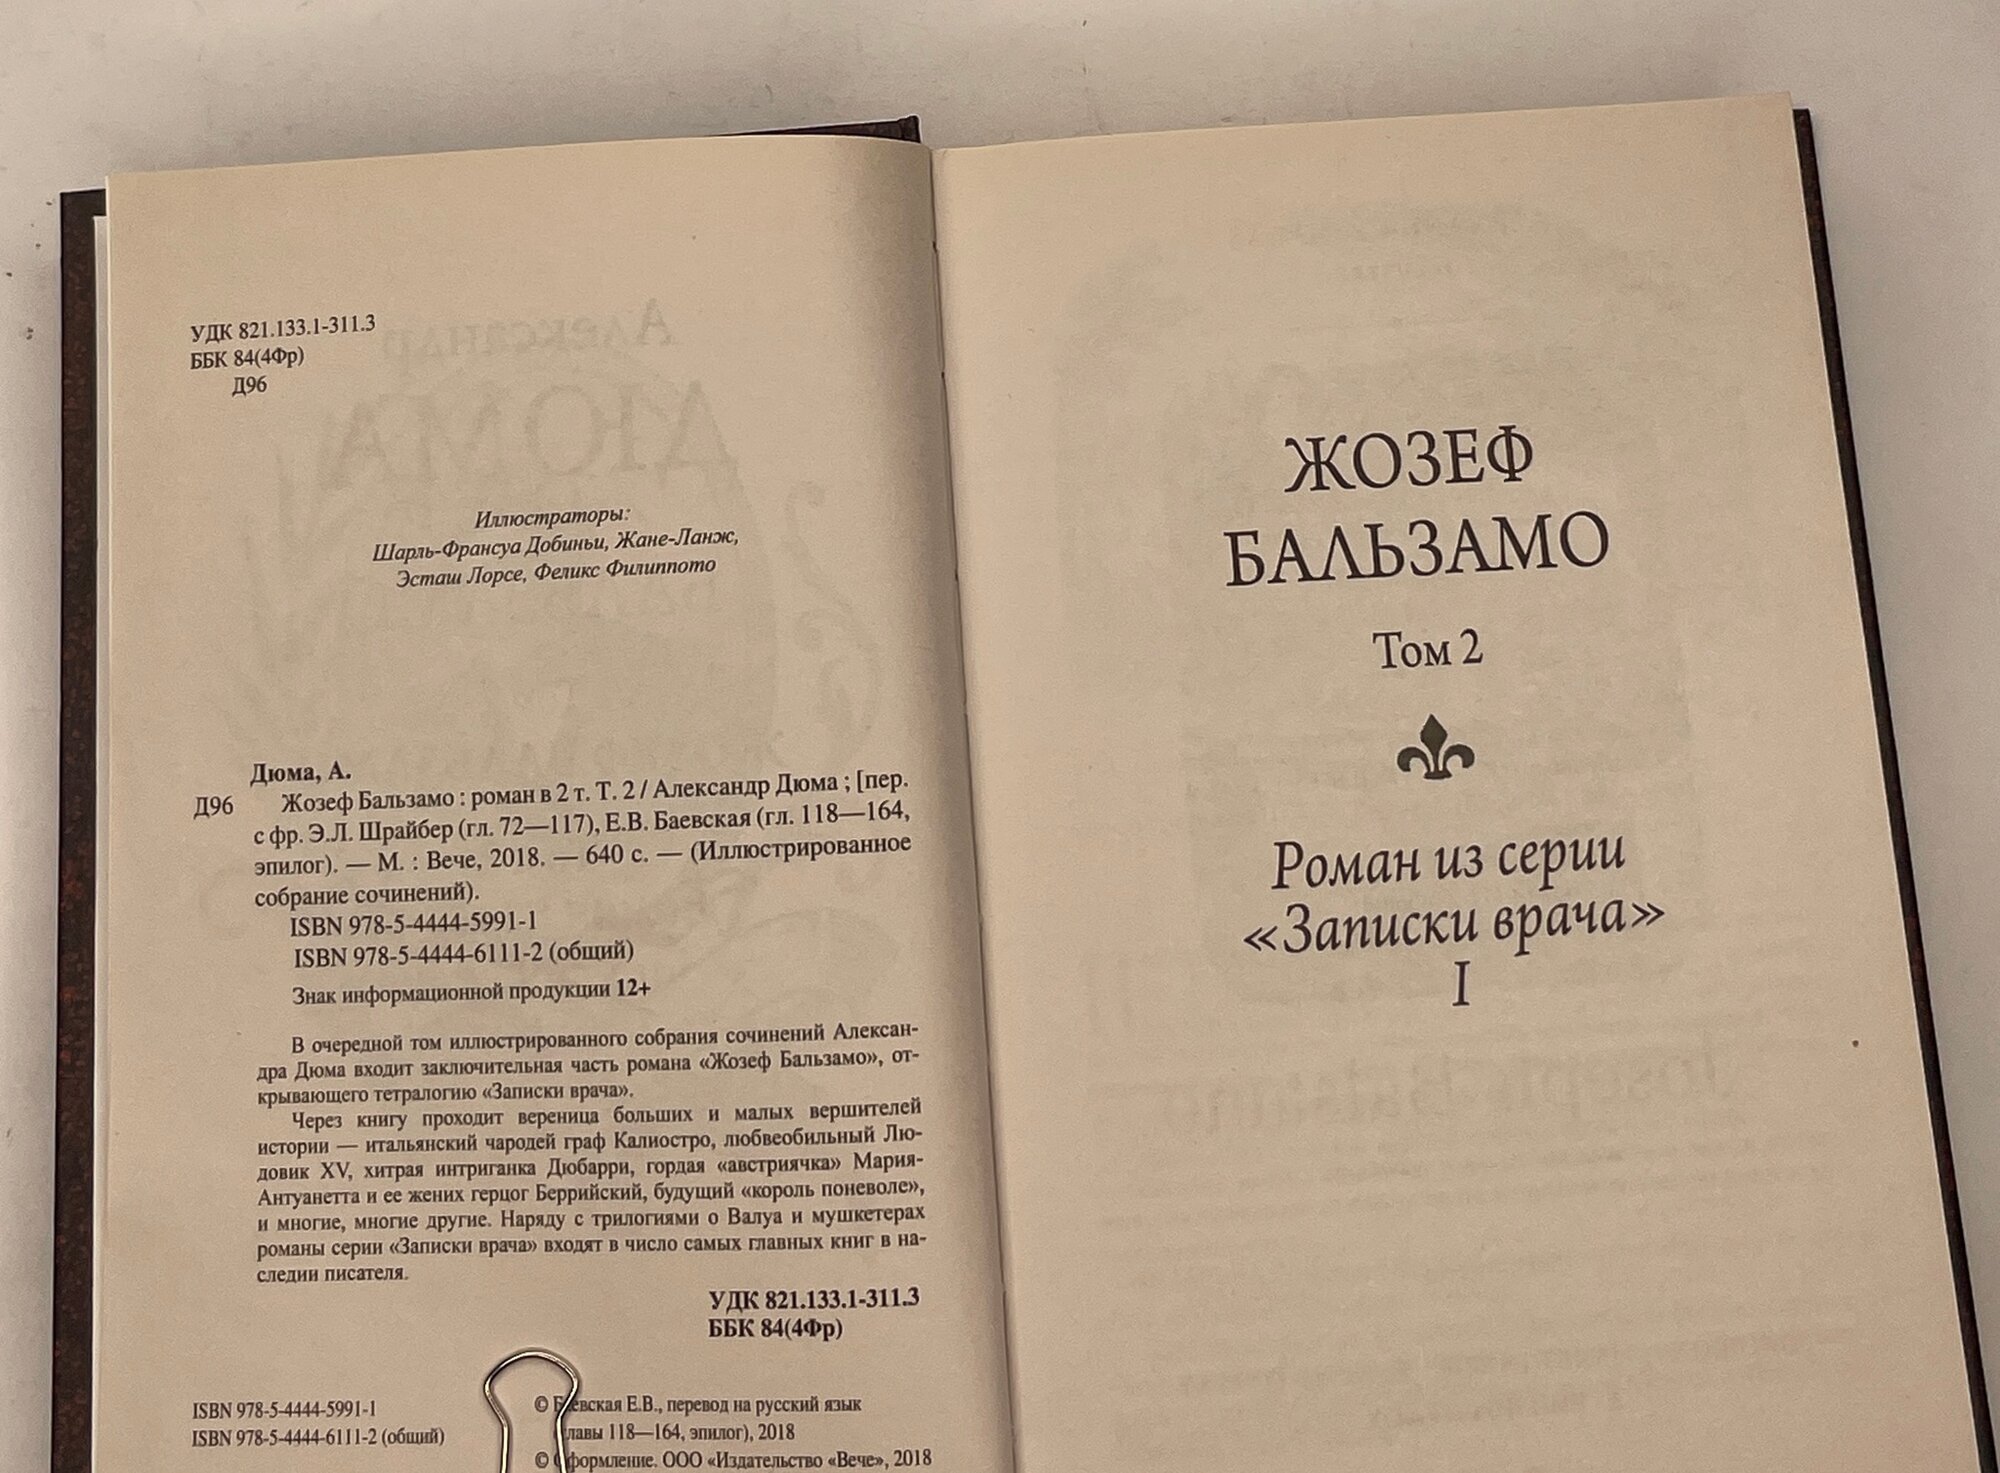 УДК 821.133.1-311.3
ББК 84(4Фр)
Д96
Иллюстраторы:
Шарль-Франсуа Добиньи, Жане-Ланж,
Эсташ Лорсе, Феликс Филиппото
Дюма, А.
Д96 Жозеф Бальзамо : роман в 2 т. Т. 2 / Александр Дюма ; [пер.
с фр. Э.Л. Шрайбер (гл. 72—117), Е.В. Баевская (гл. 118—164,
эпилог). — М. : Вече, 2018. — 640 с. — (Иллюстрированное
собрание сочинений).
ISBN 978-5-4444-5991-1
ISBN 978-5-4444-6111-2 (общий)
Знак информационной продукции 12+
В очередной том иллюстрированного собрания сочинений Алексан-
дра Дюма входит заключительная часть романа «Жозеф Бальзамо», от-
крывающего тетралогию «Записки врача».
Через книгу проходит вереница больших и малых вершителей
истории — итальянский чародей граф Калиостро, любвеобильный Лю-
довик XV, хитрая интриганка Дюбарри, гордая «австриячка» Мария-
Антуанетта и ее жених герцог Беррийский, будущий «король поневоле»,
и многие, многие другие. Наряду с трилогиями о Валуа и мушкетерах
романы серии «Записки врача» входят в число самых главных книг в на-
следии писателя.
УДК 821.133.1-311.3
ББК 84(4Фр)
ISBN 978-5-4444-5991-1
ISBN 978-5-4444-6111-2 (общий)
© Баевская Е.В., перевод на русский язык
(главы 118—164, эпилог), 2018
© Оформление. ООО «Издательство «Вече», 2018
ЖОЗЕФ
БАЛЬЗАМО
Том 2
Роман из серии
«Записки врача»
I